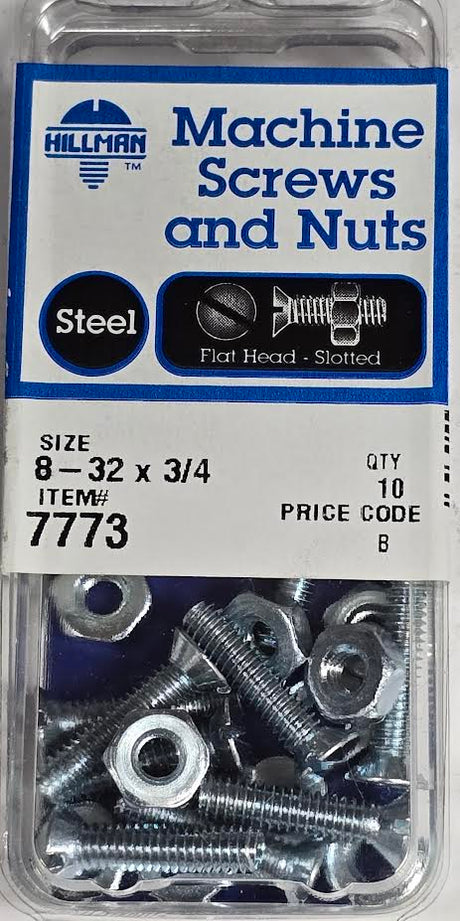 HILLMAN
TM
Machine
Screws
and Nuts
Steel
Flat Head - Slotted
SIZE
8-32 x 3/4
ITEM#
7773
QTY
10
PRICE CODE
B